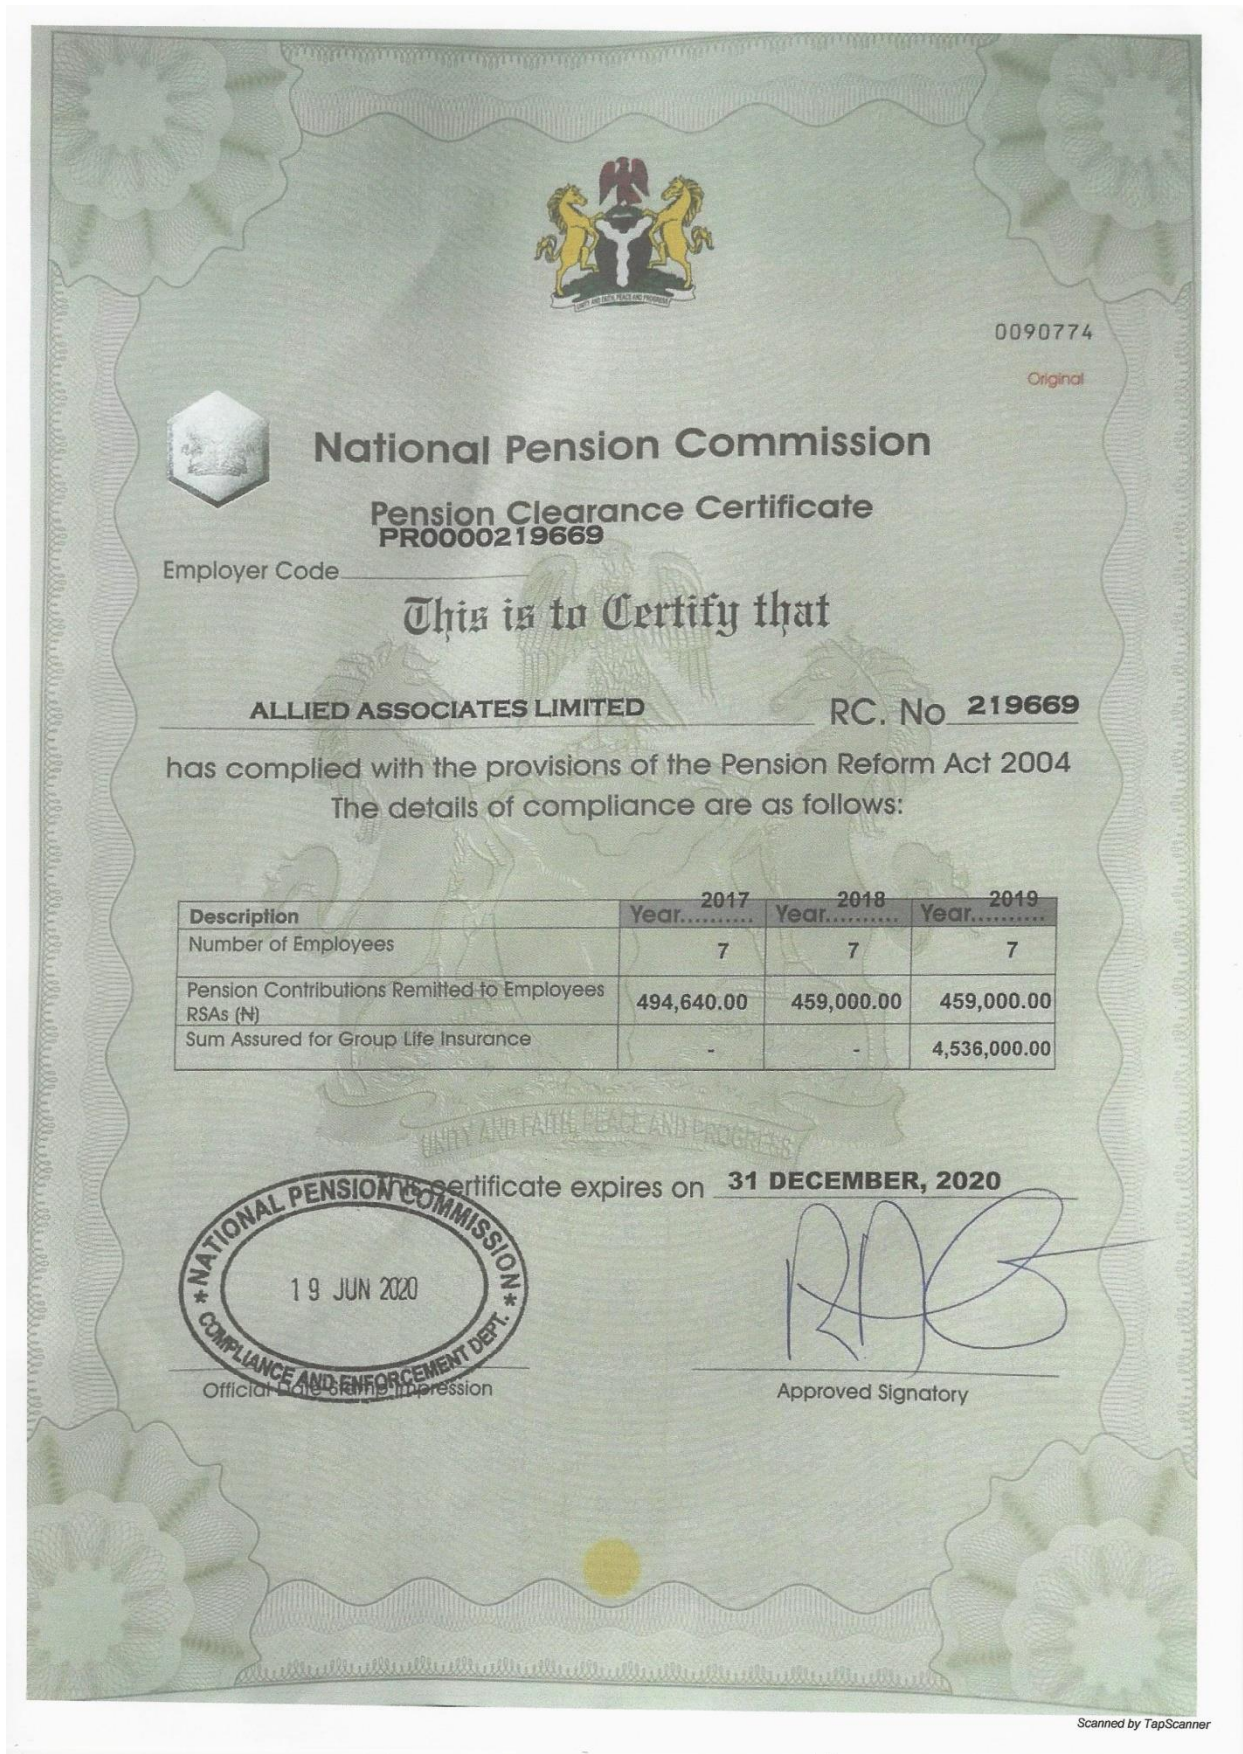 UNITY AND FAITH, PEACE AND PROGRESS
0090774
Original
National Pension Commission
Pension Clearance Certificate
PR0000219669
Employer Code
This is to Certify that
ALLIED ASSOCIATES LIMITED RC. No 219669
has complied with the provisions of the Pension Reform Act 2004
The details of compliance are as follows:
Description Year.......... 2017 Year.......... 2018 Year.......... 2019
Number of Employees 7 7 7
Pension Contributions Remitted to Employees RSAs (₦) 494,640.00 459,000.00 459,000.00
Sum Assured for Group Life Insurance - - 4,536,000.00
UNITY AND FAITH, PEACE AND PROGRESS
This certificate expires on 31 DECEMBER, 2020
* NATIONAL PENSION COMMISSION *
19 JUN 2020
COMPLIANCE AND ENFORCEMENT DEPT.
Official Date Stamp Impression
Approved Signatory
Scanned by TapScanner